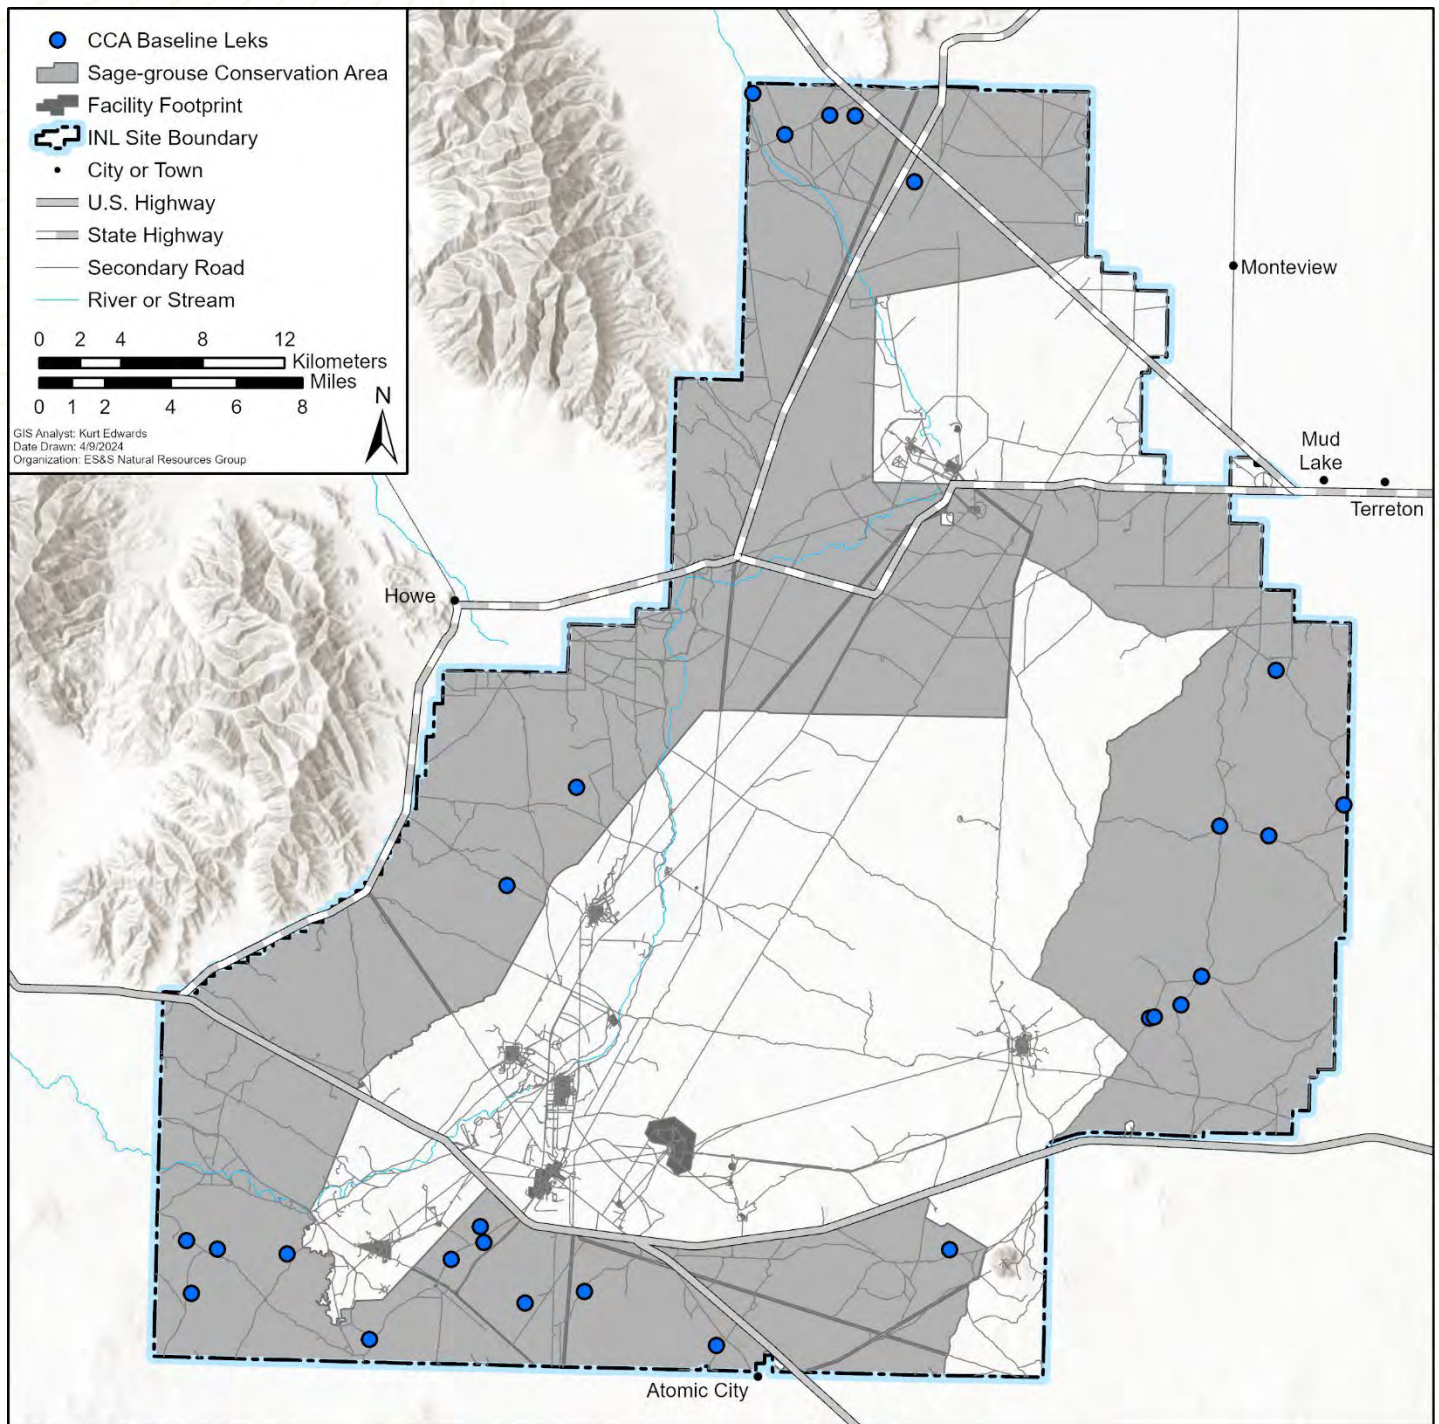 CCA Baseline Leks
Sage-grouse Conservation Area
Facility Footprint
INL Site Boundary
City or Town
U.S. Highway
State Highway
Secondary Road
River or Stream
0 2 4 8 12
Kilometers
Miles
0 1 2 4 6 8
N
GIS Analyst: Kurt Edwards
Date Drawn: 4/9/2024
Organization: ES&S Natural Resources Group
Monteview
Mud
Lake
Terreton
Howe
Atomic City